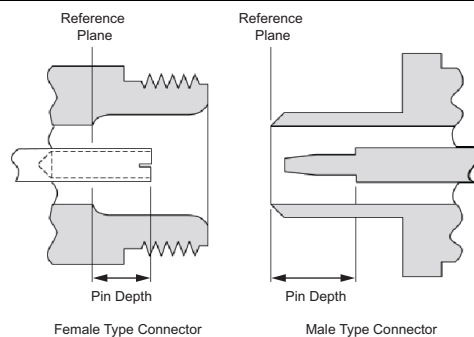 Reference
Plane
Reference
Plane
Pin Depth
Pin Depth
Female Type Connector
Male Type Connector